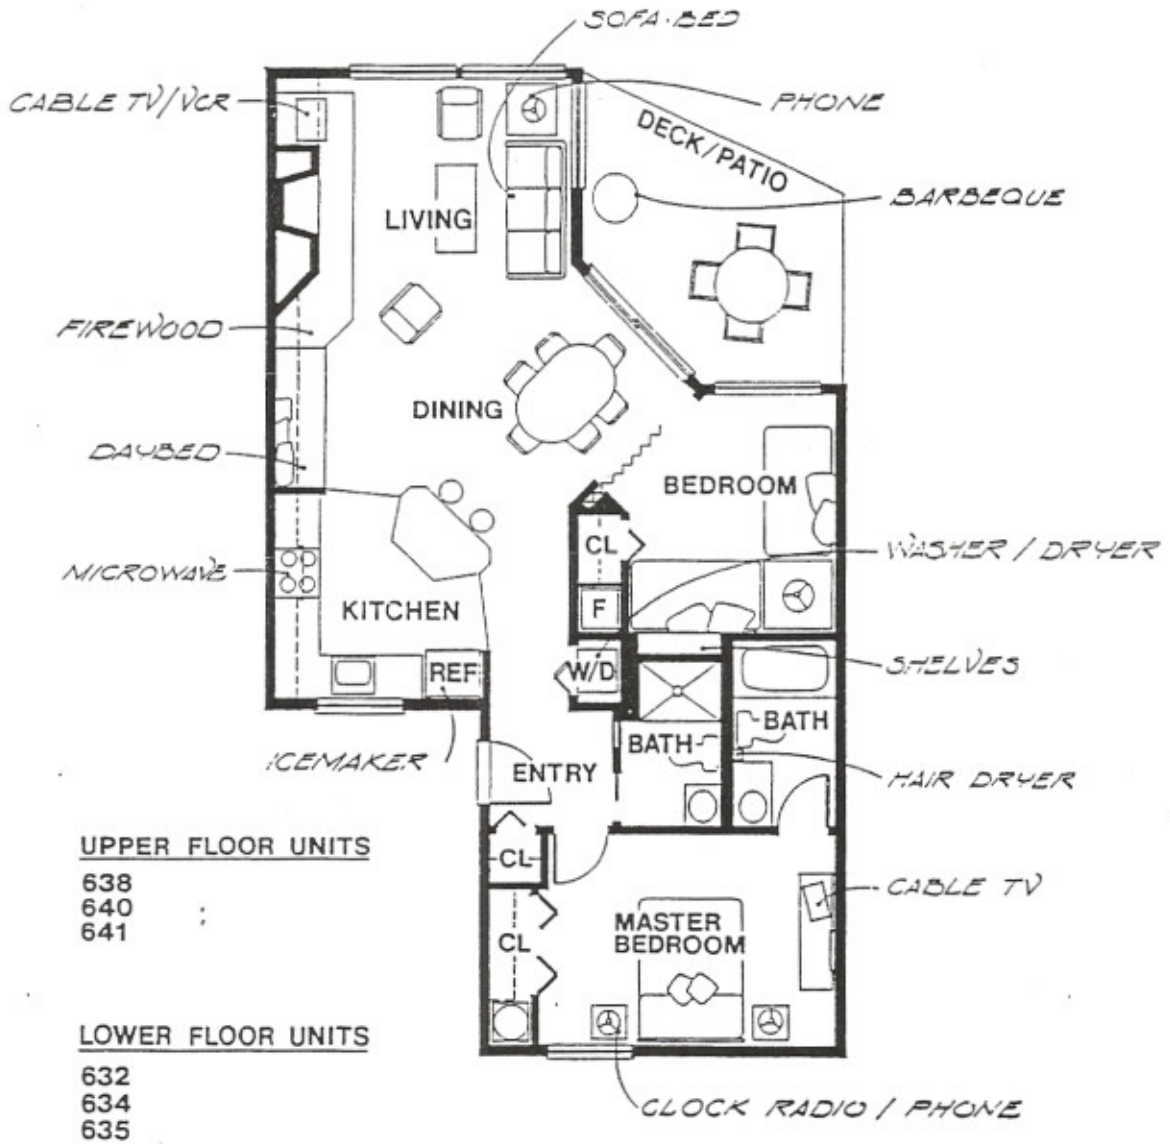 SOFA-BED
CABLE TV/VCR
PHONE
DECK/PATIO
BARBEQUE
LIVING
FIREWOOD
DINING
DAYBED
BEDROOM
CL
WASHER / DRYER
MICROWAVE
F
KITCHEN
REF
W/D
SHELVES
BATH
BATH
ICEMAKER
ENTRY
HAIR DRYER
UPPER FLOOR UNITS
638
640
641
CL
CABLE TV
MASTER
BEDROOM
CL
LOWER FLOOR UNITS
632
634
635
CLOCK RADIO / PHONE